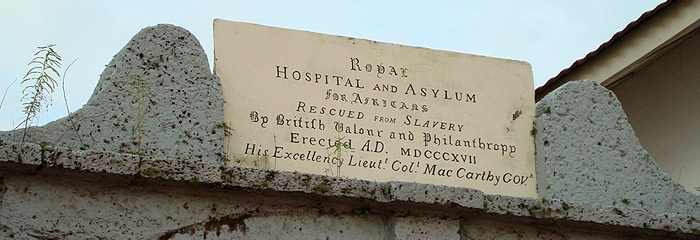 Royal
HOSPITAL AND ASYLUM
for AFRICANS
RESCUED FROM SLAVERY
By British Valour and Philanthropy
Erected A.D. MDCCCXVII
His Excellency Lieut.t Col.l Mac Carthy GOV.r